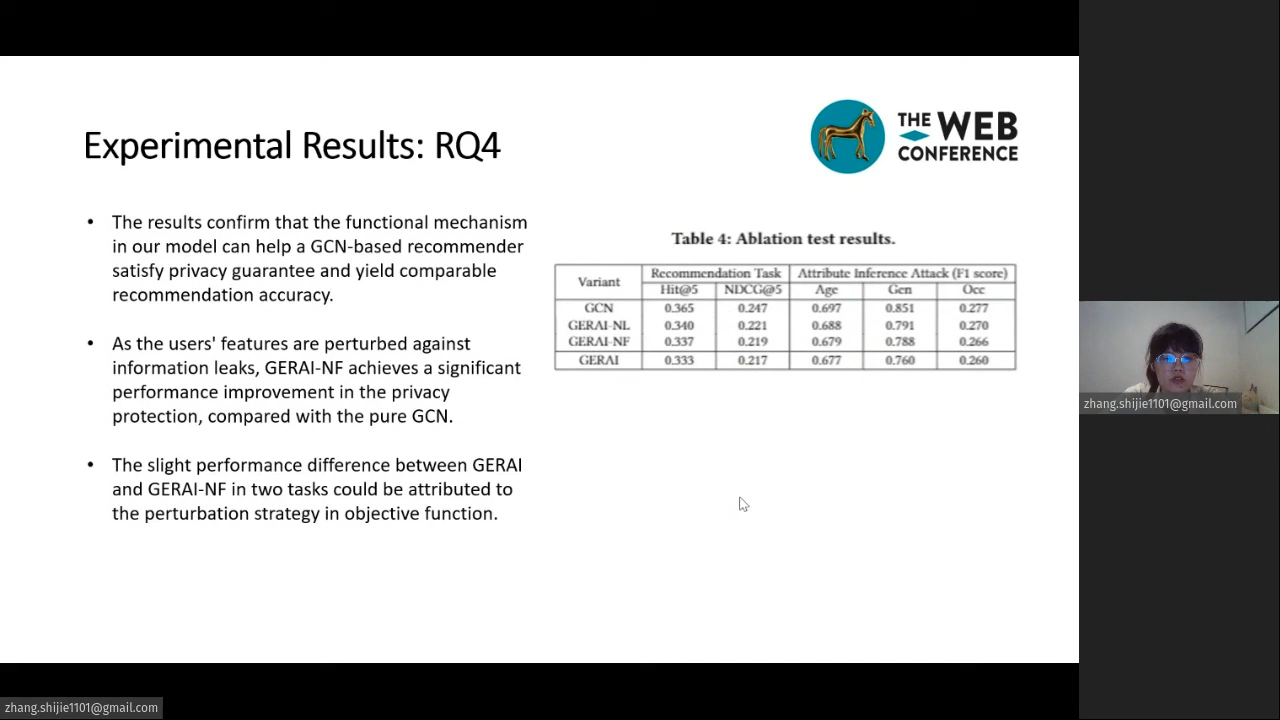 Experimental Results: RQ4
THE WEB
CONFERENCE
• The results confirm that the functional mechanism
in our model can help a GCN-based recommender
satisfy privacy guarantee and yield comparable
recommendation accuracy.
• As the users' features are perturbed against
information leaks, GERAI-NF achieves a significant
performance improvement in the privacy
protection, compared with the pure GCN.
• The slight performance difference between GERAI
and GERAI-NF in two tasks could be attributed to
the perturbation strategy in objective function.
Table 4: Ablation test results.
Variant Recommendation Task Attribute Inference Attack (F1 score)
Hit@5 NDCG@5 Age Gen Occ
GCN 0.365 0.247 0.697 0.851 0.277
GERAI-NL 0.340 0.221 0.688 0.791 0.270
GERAI-NF 0.337 0.219 0.679 0.788 0.266
GERAI 0.333 0.217 0.677 0.760 0.260
zhang.shijie1101@gmail.com
zhang.shijie1101@gmail.com